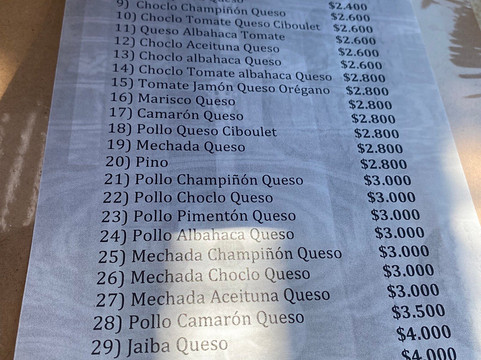 Queso $2.400
9) Choclo Champiñón Queso $2.600
10) Choclo Tomate Queso Ciboulet $2.600
11) Queso Albahaca Tomate $2.600
12) Choclo Aceituna Queso $2.600
13) Choclo albahaca Queso $2.600
14) Choclo Tomate albahaca Queso $2.800
15) Tomate Jamón Queso Orégano $2.800
16) Marisco Queso $2.800
17) Camarón Queso $2.800
18) Pollo Queso Ciboulet $2.800
19) Mechada Queso $2.800
20) Pino $2.800
21) Pollo Champiñón Queso $3.000
22) Pollo Choclo Queso $3.000
23) Pollo Pimentón Queso $3.000
24) Pollo Albahaca Queso $3.000
25) Mechada Champiñón Queso $3.000
26) Mechada Choclo Queso $3.000
27) Mechada Aceituna Queso $3.000
28) Pollo Camarón Queso $3.500
29) Jaiba Queso $4.000
$4.000